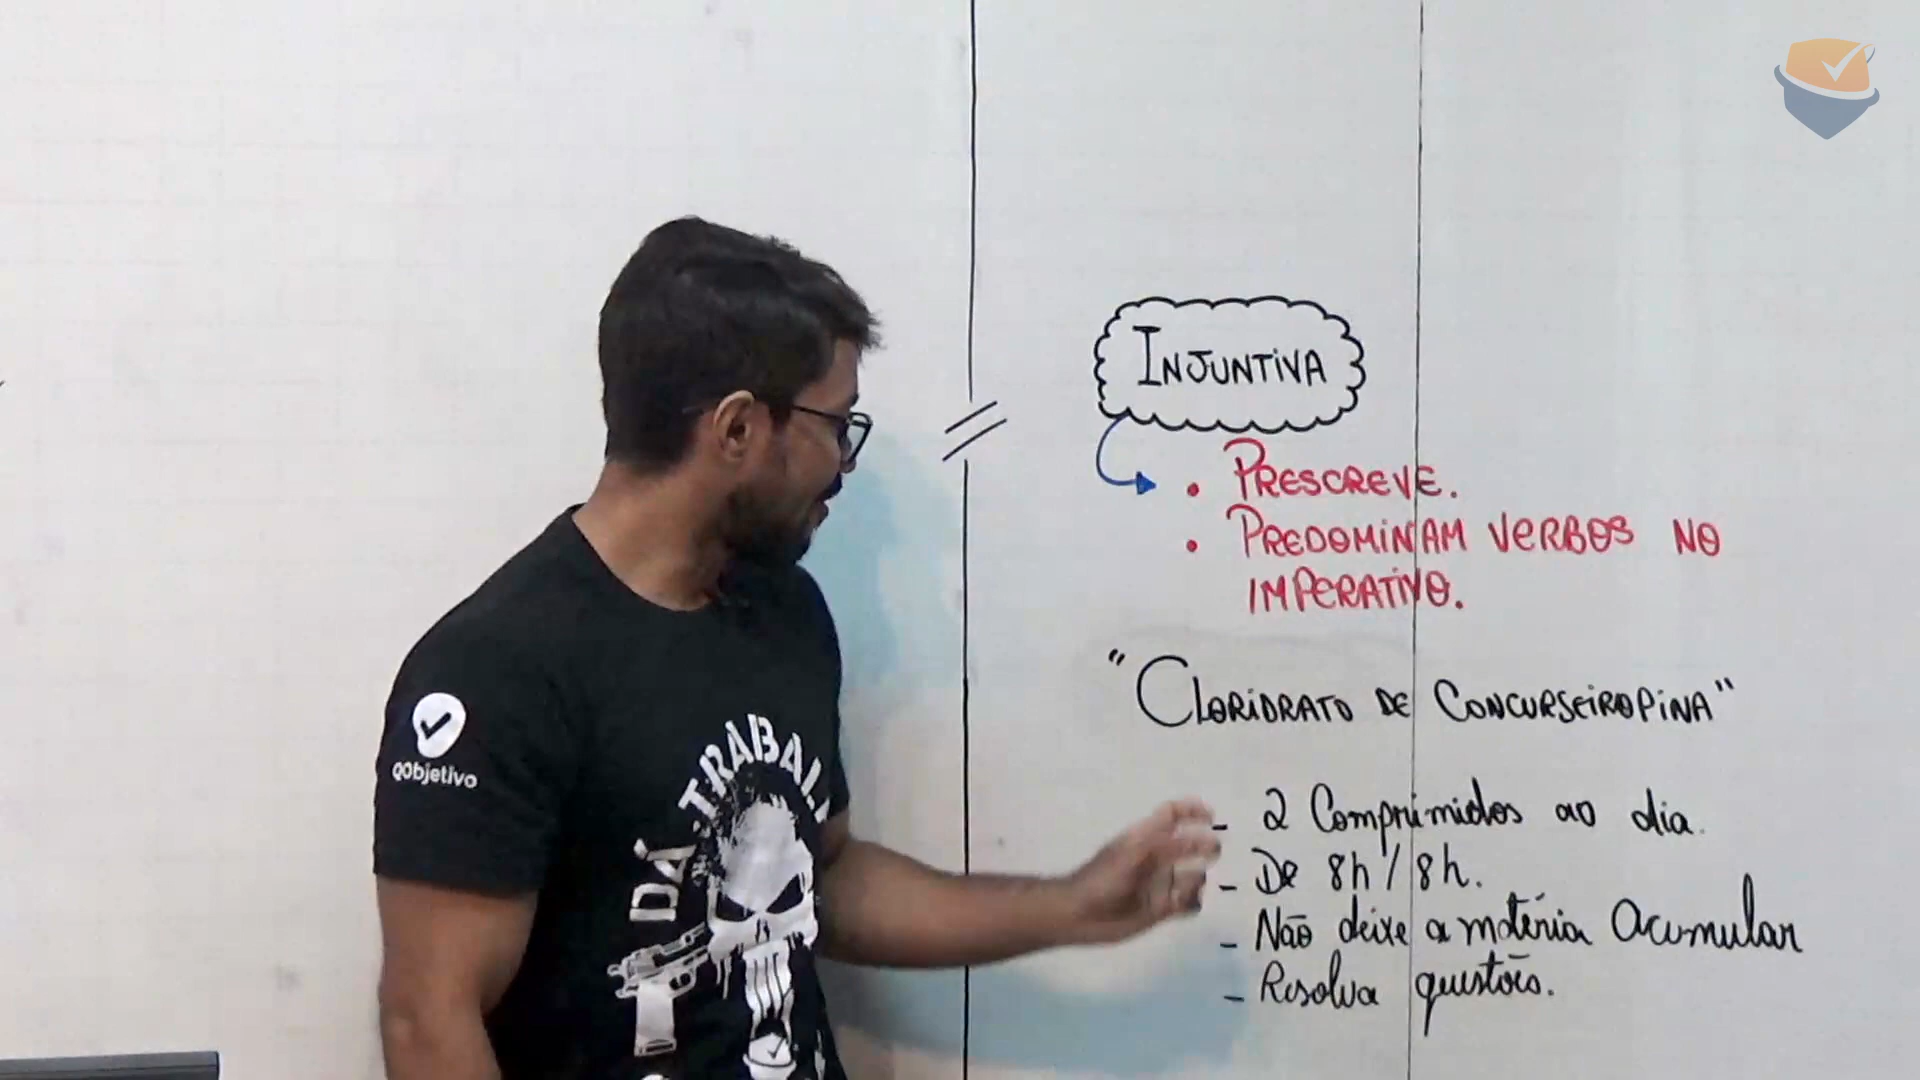 INJUNTIVA
• PRESCREVE.
• PREDOMINAM VERBOS NO
IMPERATIVO.
"CLORIDRATO DE CONCURSEIROPINA"
- 2 Comprimidos ao dia.
- De 8h / 8h.
- Não deixe a matéria acumular
- Resolva questões.
QObjetivo
DÁ TRABAL